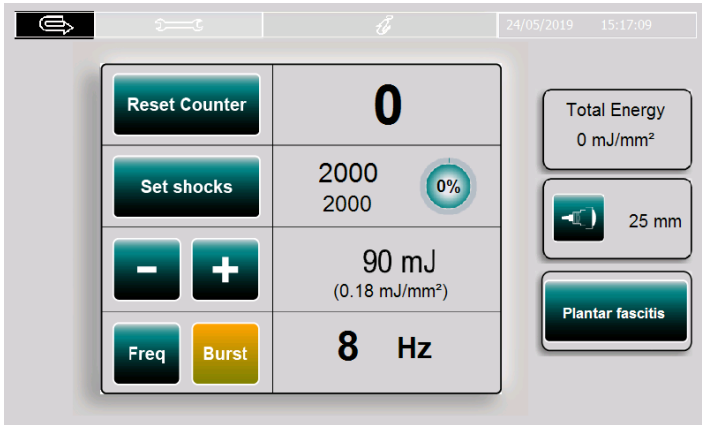 24/05/2019 15:17:09
Reset Counter
0
Set shocks
2000
2000
0%
- +
90 mJ
(0.18 mJ/mm²)
Freq Burst
8 Hz
Total Energy
0 mJ/mm²
25 mm
Plantar fascitis